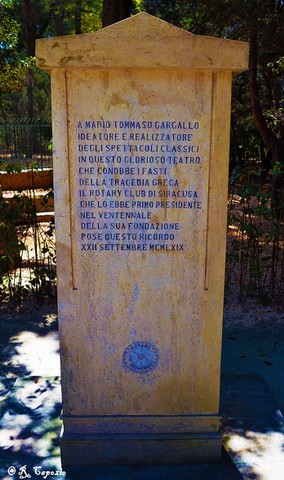 A MARIO TOMMASO GARGALLO
IDEATORE E REALIZZATORE
DEGLI SPETTACOLI CLASSICI
IN QUESTO GLORIOSO TEATRO
CHE CONOBBE I FASTI
DELLA TRAGEDIA GRECA
IL ROTARY CLUB DI SIRACUSA
CHE LO EBBE PRIMO PRESIDENTE
NEL VENTENNALE
DELLA SUA FONDAZIONE
POSE QUESTO RICORDO
XXII SETTEMBRE MCMLXIX
© R. Capozio